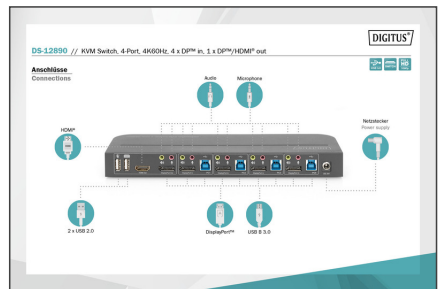 DIGITUS®
DS-12890 // KVM Switch, 4-Port, 4K60Hz, 4 x DP™ in, 1 x DP™/HDMI® out
Anschlüsse
Connections
Audio
Microphone
HDMI®
Netzstecker
Power supply
2 x USB 2.0
DisplayPort™
USB B 3.0